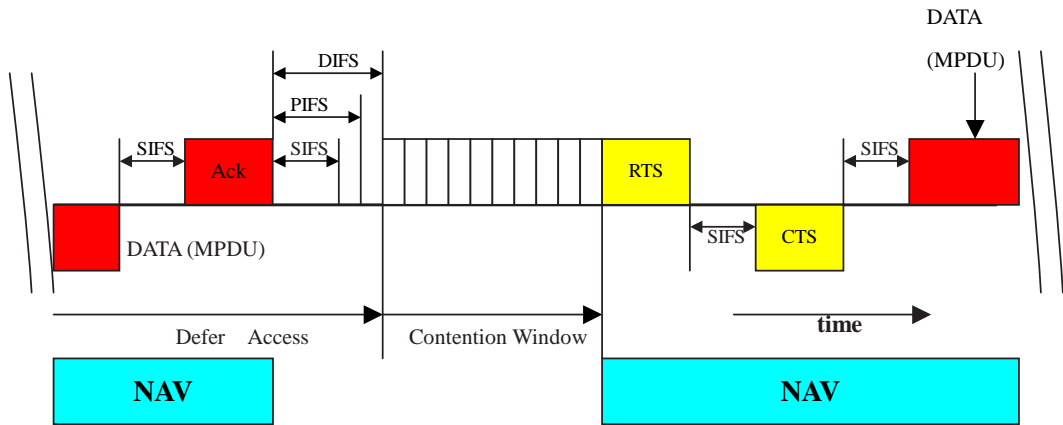 DATA
(MPDU)
DIFS
PIFS
SIFS
SIFS
SIFS
Ack
RTS
DATA (MPDU)
SIFS
CTS
Defer Access
Contention Window
time
NAV
NAV